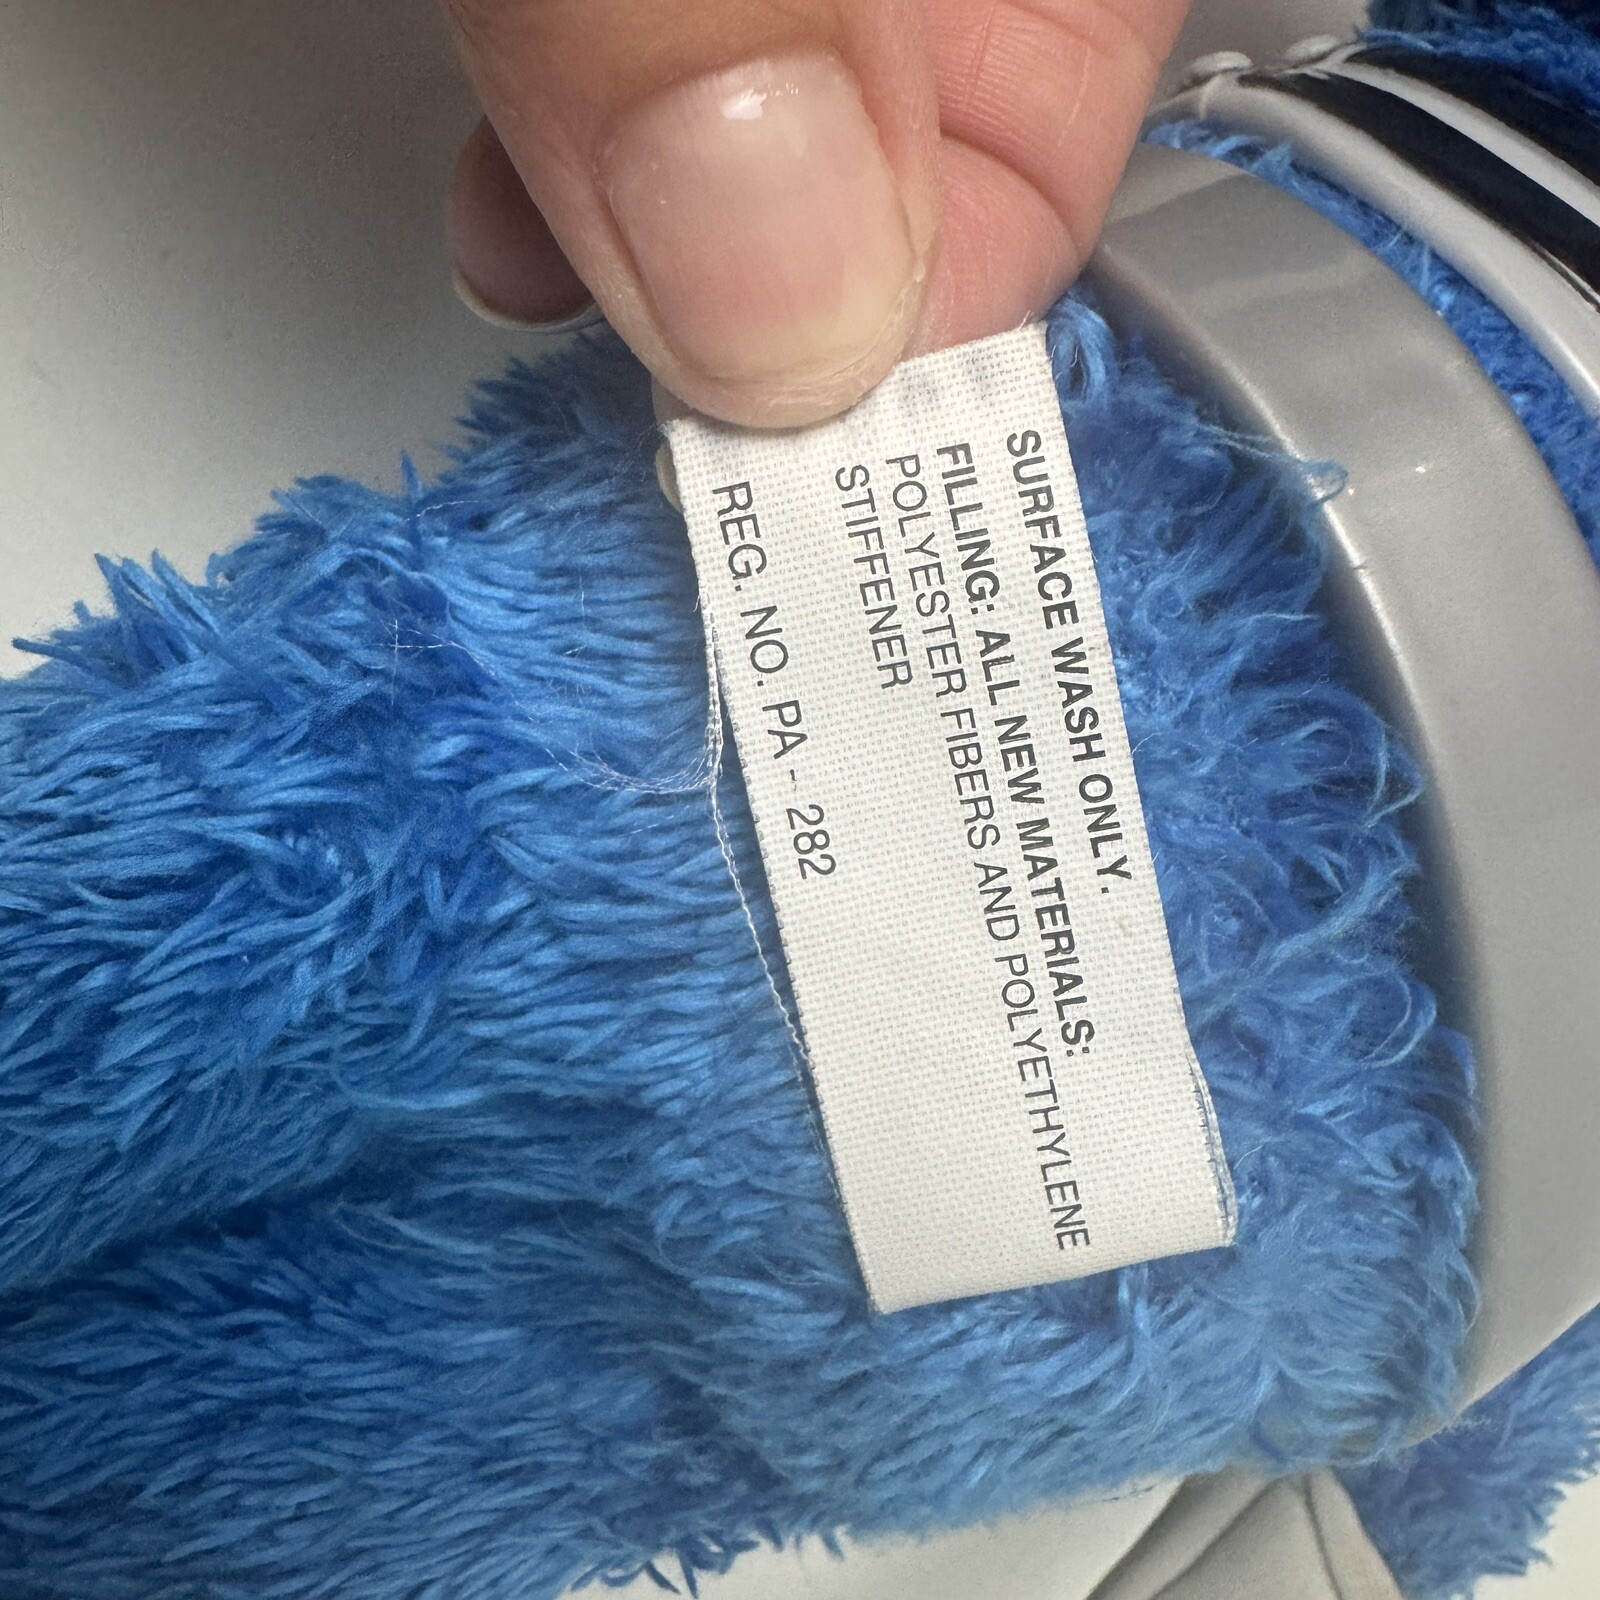 SURFACE WASH ONLY.
FILLING: ALL NEW MATERIALS:
POLYESTER FIBERS AND POLYETHYLENE
STIFFENER
REG. NO. PA - 282